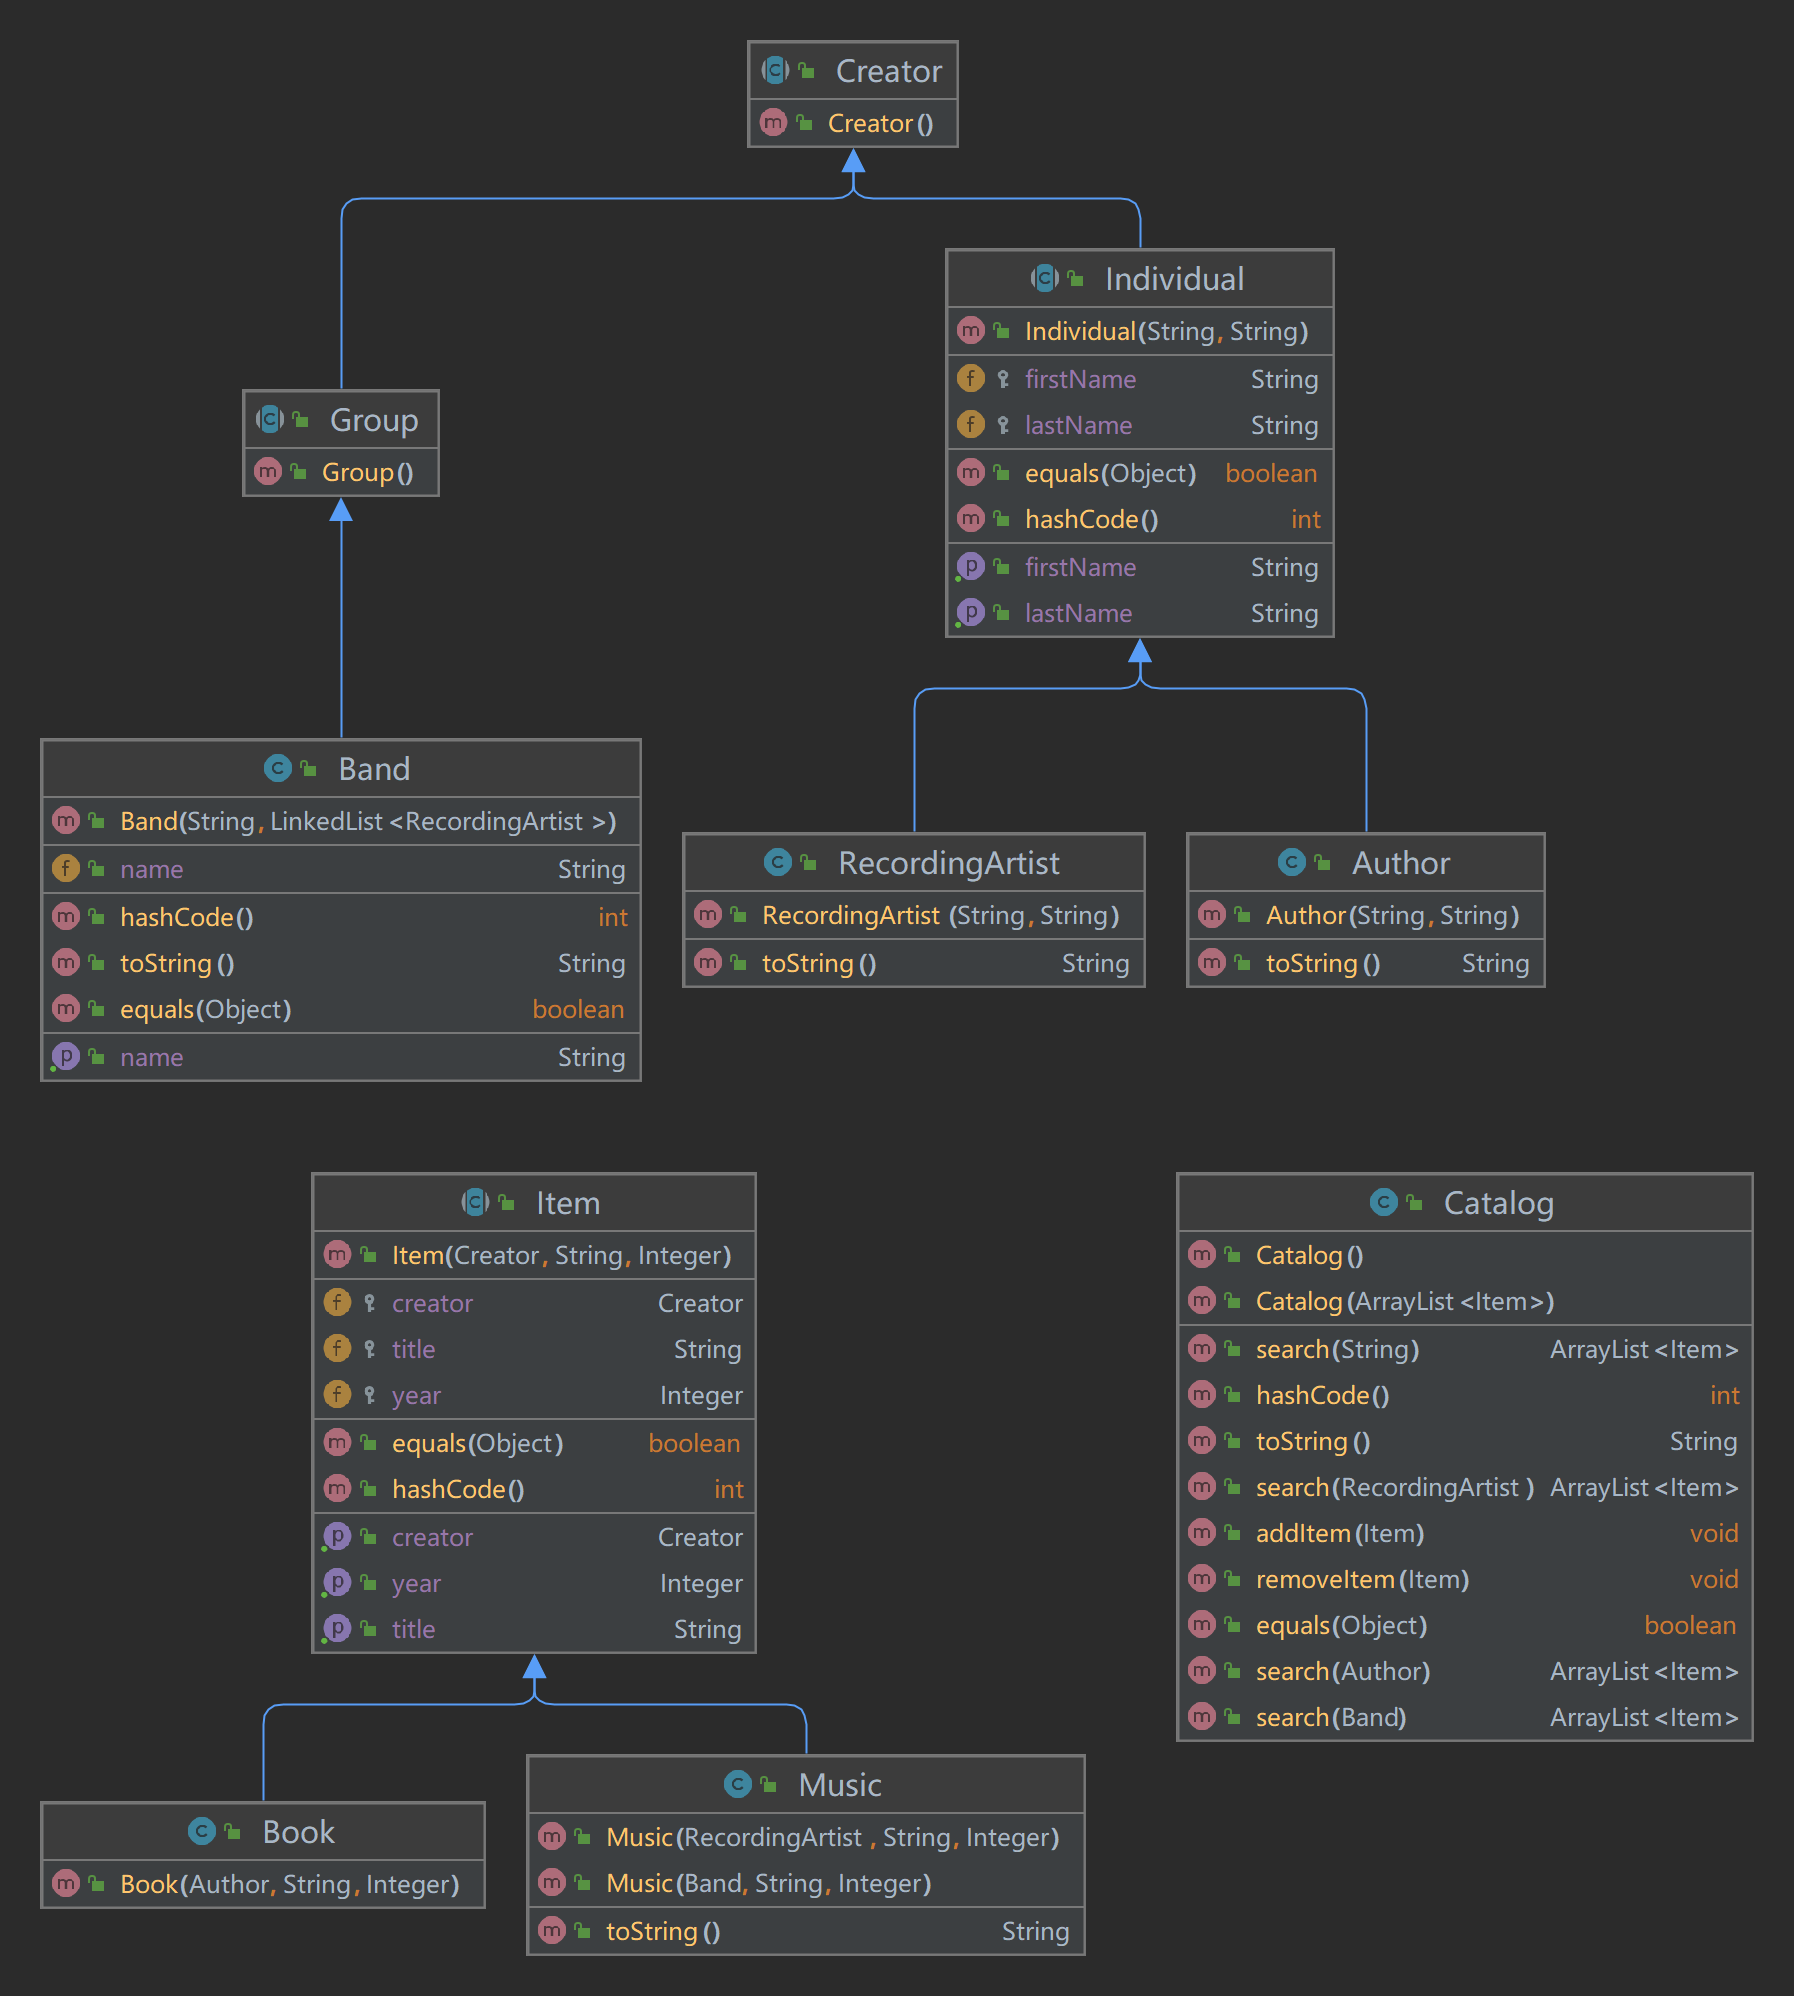 Creator
Creator()
Individual
Individual(String, String)
firstName String
lastName String
equals(Object) boolean
hashCode() int
firstName String
lastName String
Group
Group()
Band
Band(String, LinkedList<RecordingArtist>)
name String
hashCode() int
toString() String
equals(Object) boolean
name String
RecordingArtist
RecordingArtist(String, String)
toString() String
Author
Author(String, String)
toString() String
Item
Item(Creator, String, Integer)
creator Creator
title String
year Integer
equals(Object) boolean
hashCode() int
creator Creator
year Integer
title String
Catalog
Catalog()
Catalog(ArrayList<Item>)
search(String) ArrayList<Item>
hashCode() int
toString() String
search(RecordingArtist) ArrayList<Item>
addItem(Item) void
removeItem(Item) void
equals(Object) boolean
search(Author) ArrayList<Item>
search(Band) ArrayList<Item>
Book
Book(Author, String, Integer)
Music
Music(RecordingArtist, String, Integer)
Music(Band, String, Integer)
toString() String